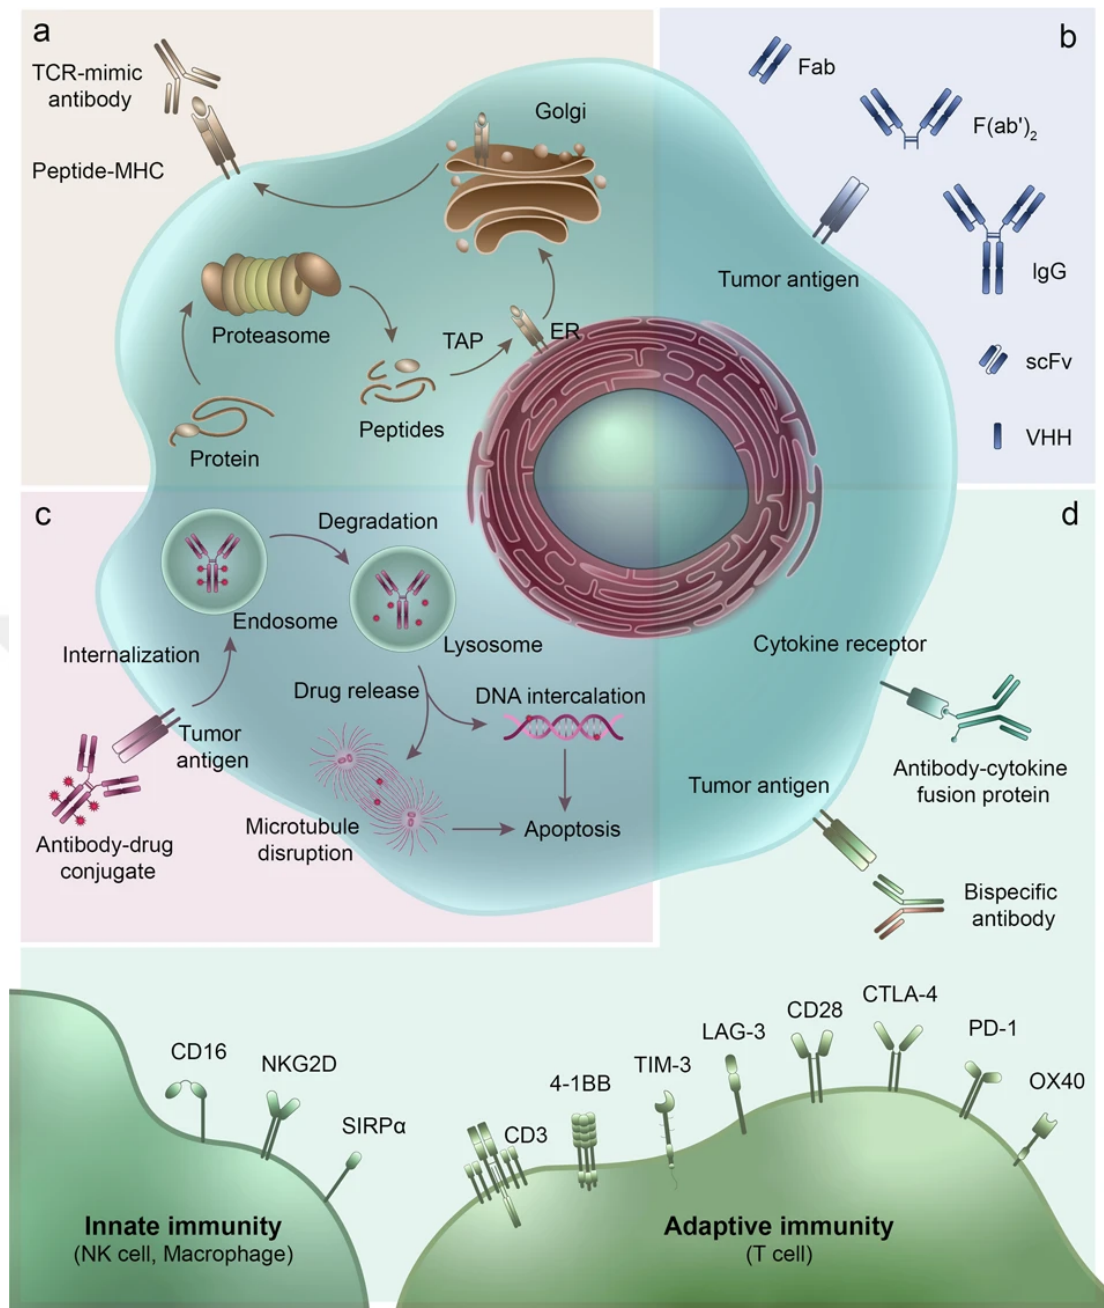 a
TCR-mimic
antibody
Peptide-MHC
Golgi
Proteasome
TAP
ER
Peptides
Protein
b
Fab
F(ab')2
Tumor antigen
IgG
scFv
VHH
c
Degradation
Endosome
Internalization
Lysosome
Drug release
DNA intercalation
Tumor
antigen
Microtubule
disruption
Apoptosis
Antibody-drug
conjugate
d
Cytokine receptor
Antibody-cytokine
fusion protein
Tumor antigen
Bispecific
antibody
CD16
NKG2D
SIRPα
CD3
4-1BB
TIM-3
LAG-3
CD28
CTLA-4
PD-1
OX40
Innate immunity
(NK cell, Macrophage)
Adaptive immunity
(T cell)